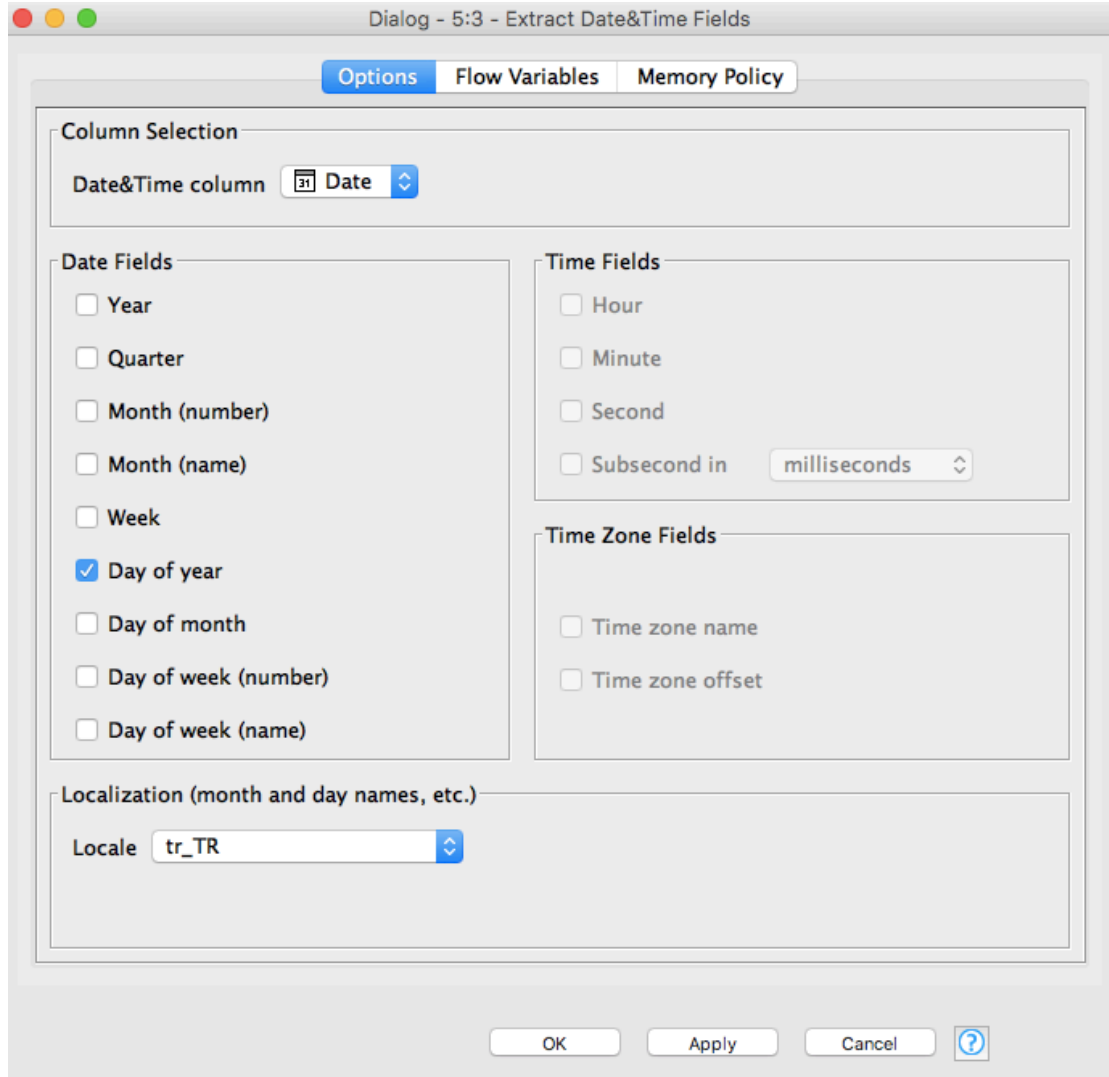 Dialog - 5:3 - Extract Date&Time Fields
Options Flow Variables Memory Policy
Column Selection
Date&Time column 31 Date
Date Fields
Year
Quarter
Month (number)
Month (name)
Week
Day of year
Day of month
Day of week (number)
Day of week (name)
Time Fields
Hour
Minute
Second
Subsecond in milliseconds
Time Zone Fields
Time zone name
Time zone offset
Localization (month and day names, etc.)
Locale tr_TR
OK Apply Cancel ?